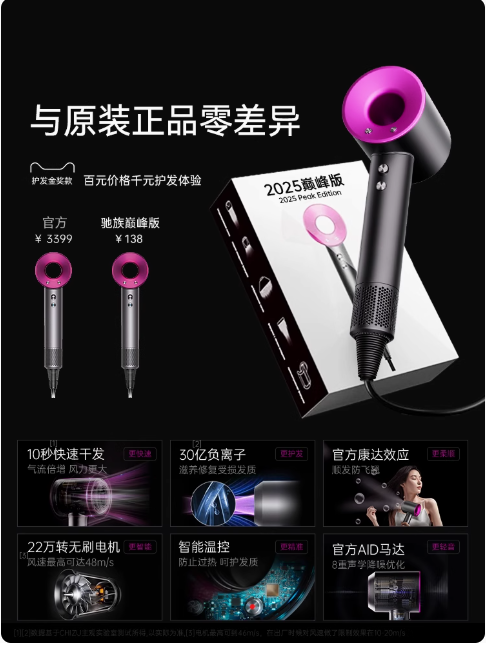 与原装正品零差异
护发金奖款
百元价格千元护发体验
2025巅峰版
2025 Peak Edition
官方
¥ 3399
驰族巅峰版
¥138
[1]
10秒快速干发
更快速
气流倍增 风力更大
[2]
30亿负离子
更护发
滋养修复受损发质
官方康达效应
更柔顺
顺发防飞翘
22万转无刷电机
更智能
[3]
风速最高可达48m/s
智能温控
更精准
防止过热 呵护发质
官方AID马达
更轻音
8重声学降噪优化